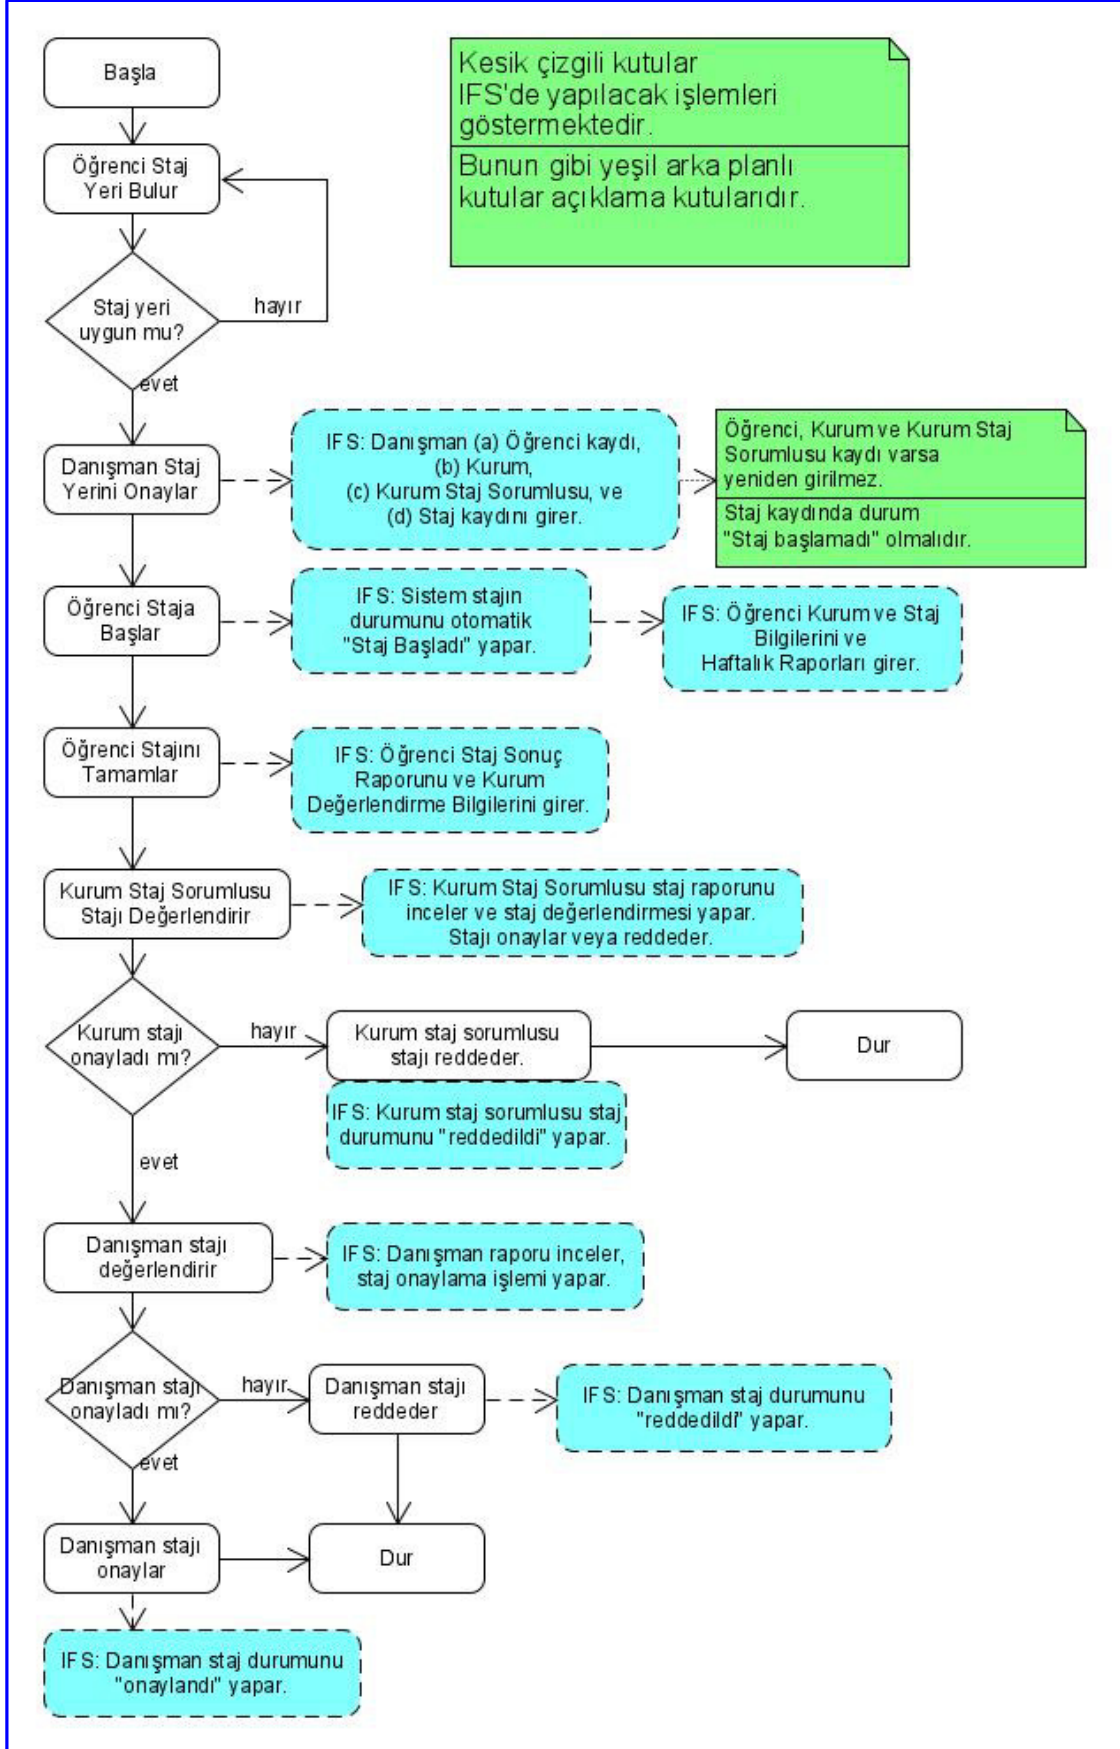 Başla
Kesik çizgili kutular
IFS'de yapılacak işlemleri
göstermektedir.
Bunun gibi yeşil arka planlı
kutular açıklama kutularıdır.
Öğrenci Staj
Yeri Bulur
Staj yeri
uygun mu?
hayır
evet
Danışman Staj
Yerini Onaylar
IFS: Danışman (a) Öğrenci kaydı,
(b) Kurum,
(c) Kurum Staj Sorumlusu, ve
(d) Staj kaydını girer.
Öğrenci, Kurum ve Kurum Staj
Sorumlusu kaydı varsa
yeniden girilmez.
Staj kaydında durum
"Staj başlamadı" olmalıdır.
Öğrenci Staja
Başlar
IFS: Sistem stajın
durumunu otomatik
"Staj Başladı" yapar.
IFS: Öğrenci Kurum ve Staj
Bilgilerini ve
Haftalık Raporları girer.
Öğrenci Stajını
Tamamlar
IFS: Öğrenci Staj Sonuç
Raporunu ve Kurum
Değerlendirme Bilgilerini girer.
Kurum Staj Sorumlusu
Stajı Değerlendirir
IFS: Kurum Staj Sorumlusu staj raporunu
inceler ve staj değerlendirmesi yapar.
Stajı onaylar veya reddeder.
Kurum stajı
onayladı mı?
hayır
Kurum staj sorumlusu
stajı reddeder.
Dur
IFS: Kurum staj sorumlusu staj
durumunu "reddedildi" yapar.
evet
Danışman stajı
değerlendirir
IFS: Danışman raporu inceler,
staj onaylama işlemi yapar.
Danışman stajı
onayladı mı?
hayır
Danışman stajı
reddeder
IFS: Danışman staj durumunu
"reddedildi" yapar.
evet
Danışman stajı
onaylar
Dur
IFS: Danışman staj durumunu
"onaylandı" yapar.